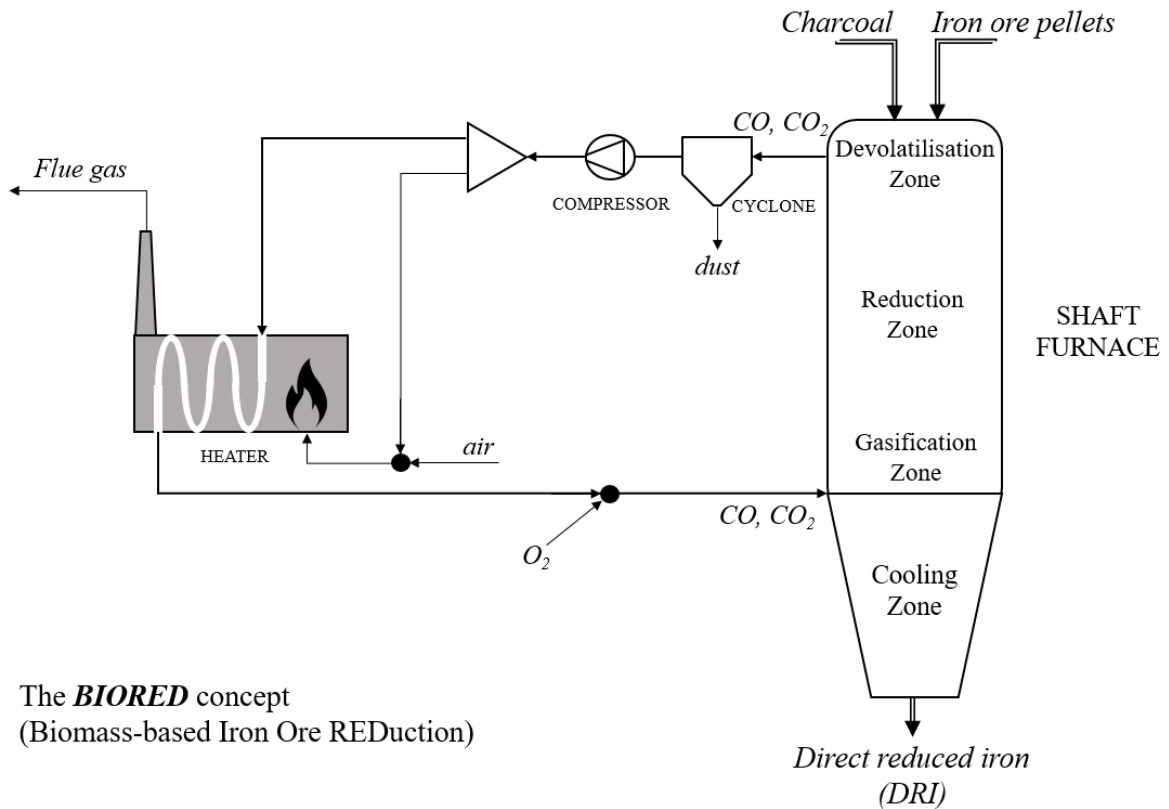 Charcoal
Iron ore pellets
CO, CO₂
Devolatilisation
Zone
Flue gas
COMPRESSOR
CYCLONE
dust
Reduction
Zone
SHAFT
FURNACE
Gasification
Zone
HEATER
air
CO, CO₂
O₂
Cooling
Zone
The BIORED concept
(Biomass-based Iron Ore REDuction)
Direct reduced iron
(DRI)